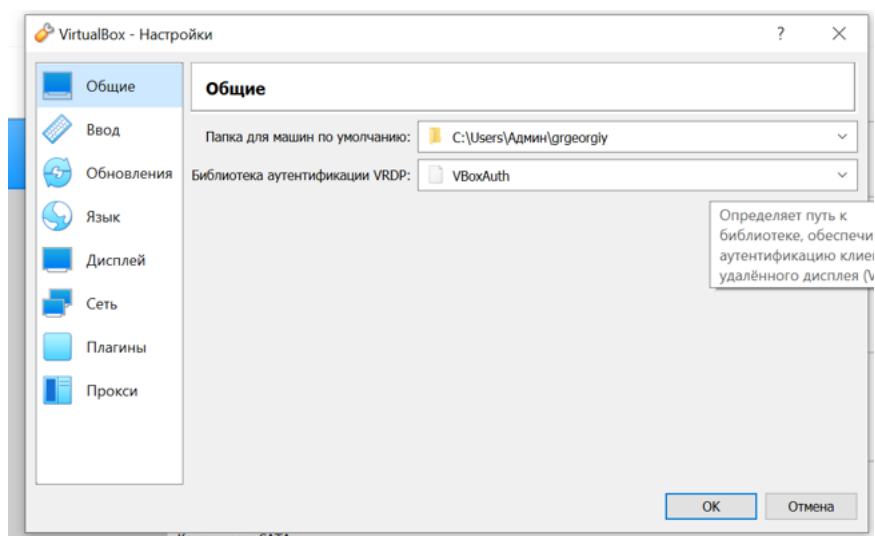 VirtualBox - Настройки
?
Общие
Ввод
Обновления
Язык
Дисплей
Сеть
Плагины
Прокси
Общие
Папка для машин по умолчанию: C:\Users\Админ\grgeorgiy
Библиотека аутентификации VRDP: VBoxAuth
Определяет путь к
библиотеке, обеспечи
аутентификацию клие
удалённого дисплея (V
OK Отмена